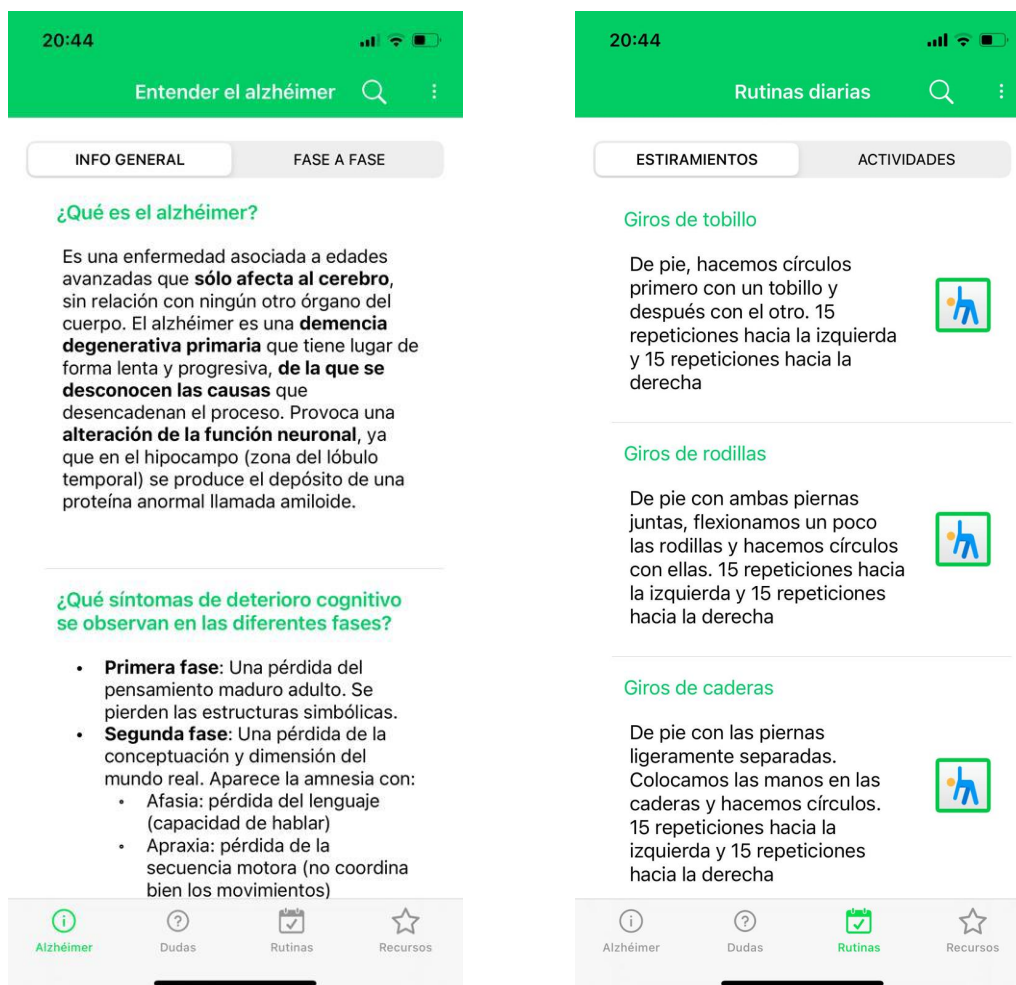 20:44
Entender el alzhéimer
INFO GENERAL
FASE A FASE
¿Qué es el alzhéimer?
Es una enfermedad asociada a edades
avanzadas que sólo afecta al cerebro,
sin relación con ningún otro órgano del
cuerpo. El alzhéimer es una demencia
degenerativa primaria que tiene lugar de
forma lenta y progresiva, de la que se
desconocen las causas que
desencadenan el proceso. Provoca una
alteración de la función neuronal, ya
que en el hipocampo (zona del lóbulo
temporal) se produce el depósito de una
proteína anormal llamada amiloide.
¿Qué síntomas de deterioro cognitivo
se observan en las diferentes fases?
• Primera fase: Una pérdida del
pensamiento maduro adulto. Se
pierden las estructuras simbólicas.
• Segunda fase: Una pérdida de la
conceptuación y dimensión del
mundo real. Aparece la amnesia con:
• Afasia: pérdida del lenguaje
(capacidad de hablar)
• Apraxia: pérdida de la
secuencia motora (no coordina
bien los movimientos)
Alzhéimer
Dudas
Rutinas
Recursos
20:44
Rutinas diarias
ESTIRAMIENTOS
ACTIVIDADES
Giros de tobillo
De pie, hacemos círculos
primero con un tobillo y
después con el otro. 15
repeticiones hacia la izquierda
y 15 repeticiones hacia la
derecha
Giros de rodillas
De pie con ambas piernas
juntas, flexionamos un poco
las rodillas y hacemos círculos
con ellas. 15 repeticiones hacia
la izquierda y 15 repeticiones
hacia la derecha
Giros de caderas
De pie con las piernas
ligeramente separadas.
Colocamos las manos en las
caderas y hacemos círculos.
15 repeticiones hacia la
izquierda y 15 repeticiones
hacia la derecha
Alzhéimer
Dudas
Rutinas
Recursos